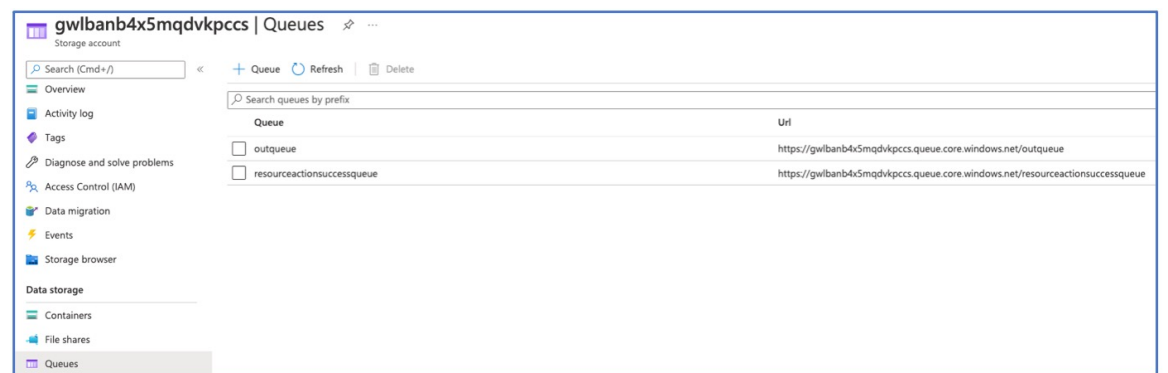 gwlbanb4x5mqdvkpccs | Queues
Storage account
Search (Cmd+/)
Overview
Activity log
Tags
Diagnose and solve problems
Access Control (IAM)
Data migration
Events
Storage browser
Data storage
Containers
File shares
Queues
+ Queue Refresh Delete
Search queues by prefix
Queue Url
outqueue https://gwlbanb4x5mqdvkpccs.queue.core.windows.net/outqueue
resourceactionsuccessqueue https://gwlbanb4x5mqdvkpccs.queue.core.windows.net/resourceactionsuccessqueue